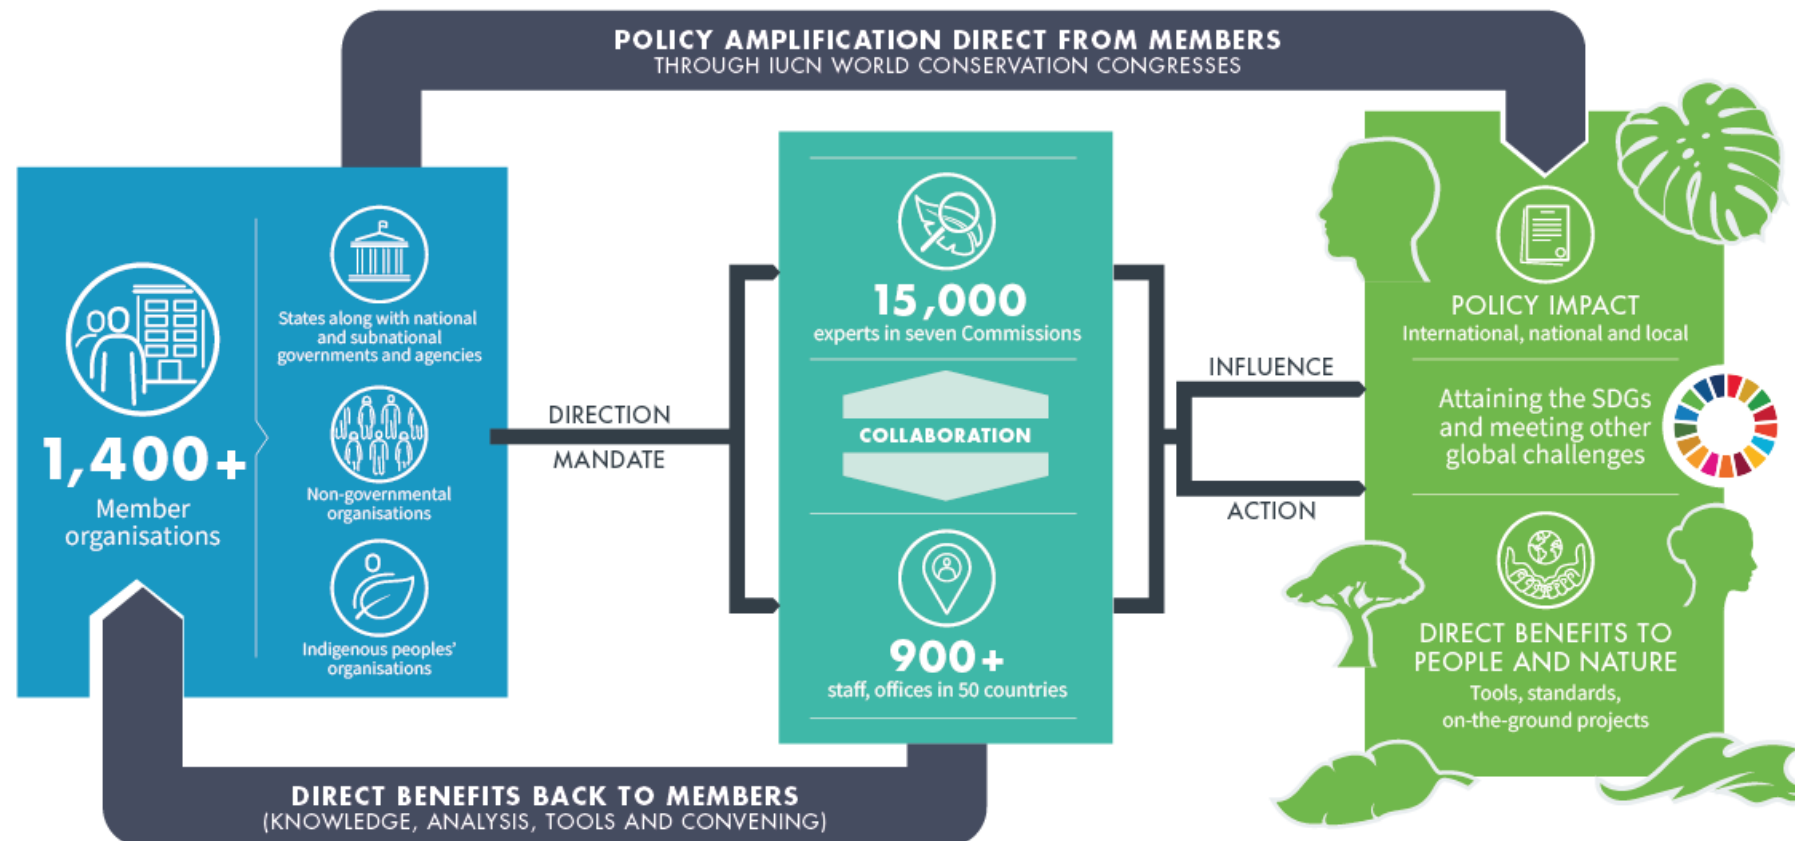 POLICY AMPLIFICATION DIRECT FROM MEMBERS
THROUGH IUCN WORLD CONSERVATION CONGRESSES
1,400+
Member
organisations
States along with national
and subnational
governments and agencies
Non-governmental
organisations
Indigenous peoples'
organisations
DIRECTION
MANDATE
15,000
experts in seven Commissions
COLLABORATION
900+
staff, offices in 50 countries
INFLUENCE
ACTION
POLICY IMPACT
International, national and local
Attaining the SDGs
and meeting other
global challenges
DIRECT BENEFITS TO
PEOPLE AND NATURE
Tools, standards,
on-the-ground projects
DIRECT BENEFITS BACK TO MEMBERS
(KNOWLEDGE, ANALYSIS, TOOLS AND CONVENING)